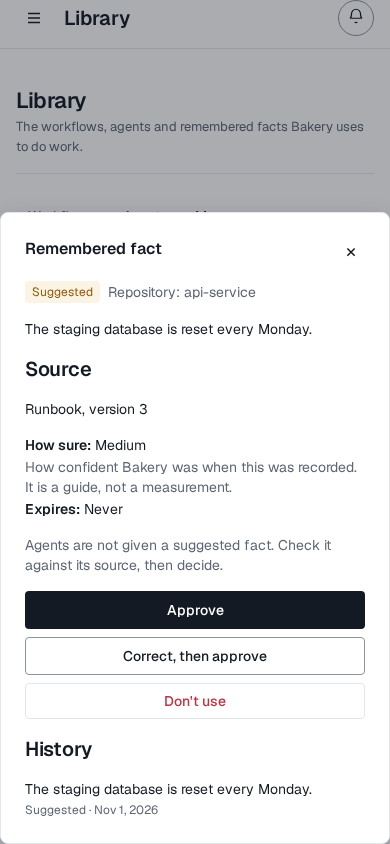 Library
Library
The workflows, agents and remembered facts Bakery uses
to do work.
Remembered fact
Suggested
Repository: api-service
The staging database is reset every Monday.
Source
Runbook, version 3
How sure: Medium
How confident Bakery was when this was recorded.
It is a guide, not a measurement.
Expires: Never
Agents are not given a suggested fact. Check it
against its source, then decide.
Approve
Correct, then approve
Don't use
History
The staging database is reset every Monday.
Suggested · Nov 1, 2026